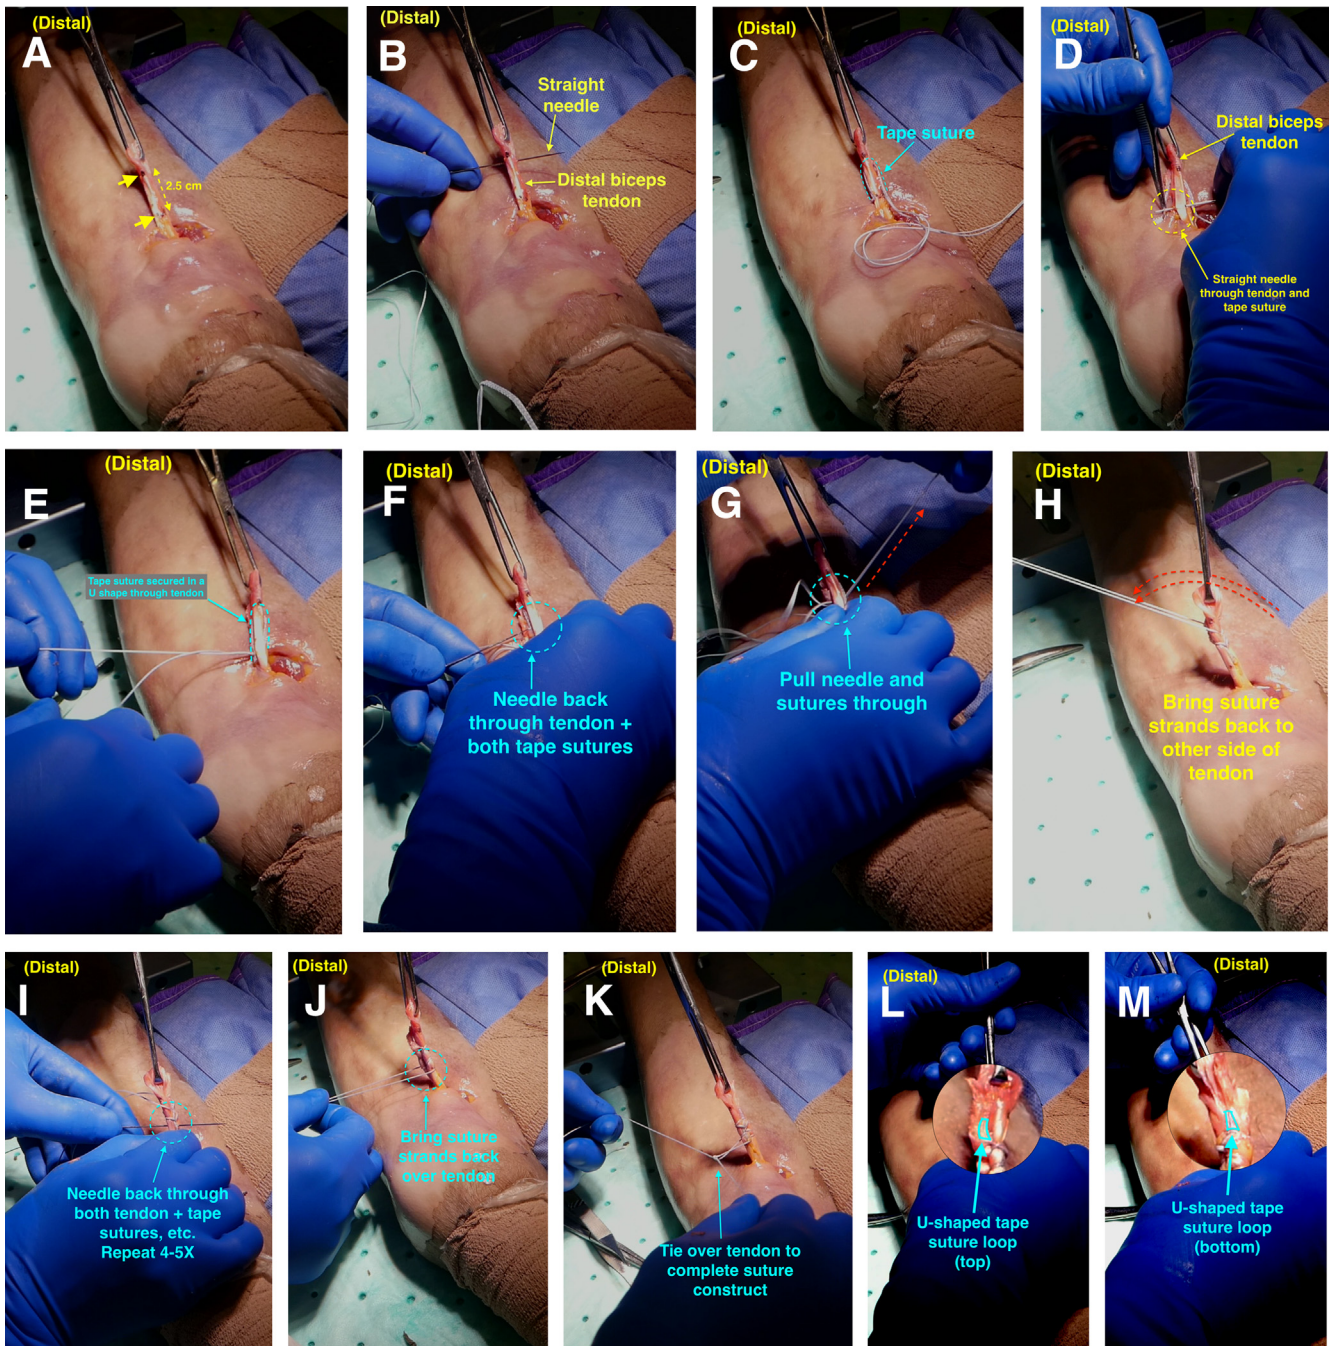 (Distal)
A
2.5 cm
(Distal)
B
Straight
needle
Distal biceps
tendon
(Distal)
C
Tape suture
(Distal)
D
Distal biceps
tendon
Straight needle
through tendon and
tape suture
(Distal)
E
Tape suture secured in a
U shape through tendon
(Distal)
F
Needle back
through tendon +
both tape sutures
(Distal)
G
Pull needle and
sutures through
(Distal)
H
Bring suture
strands back to
other side of
tendon
(Distal)
I
Needle back through
both tendon + tape
sutures, etc.
Repeat 4-5X
(Distal)
J
Bring suture
strands back
over tendon
(Distal)
K
Tie over tendon to
complete suture
construct
(Distal)
L
U-shaped tape
suture loop
(top)
(Distal)
M
U-shaped tape
suture loop
(bottom)